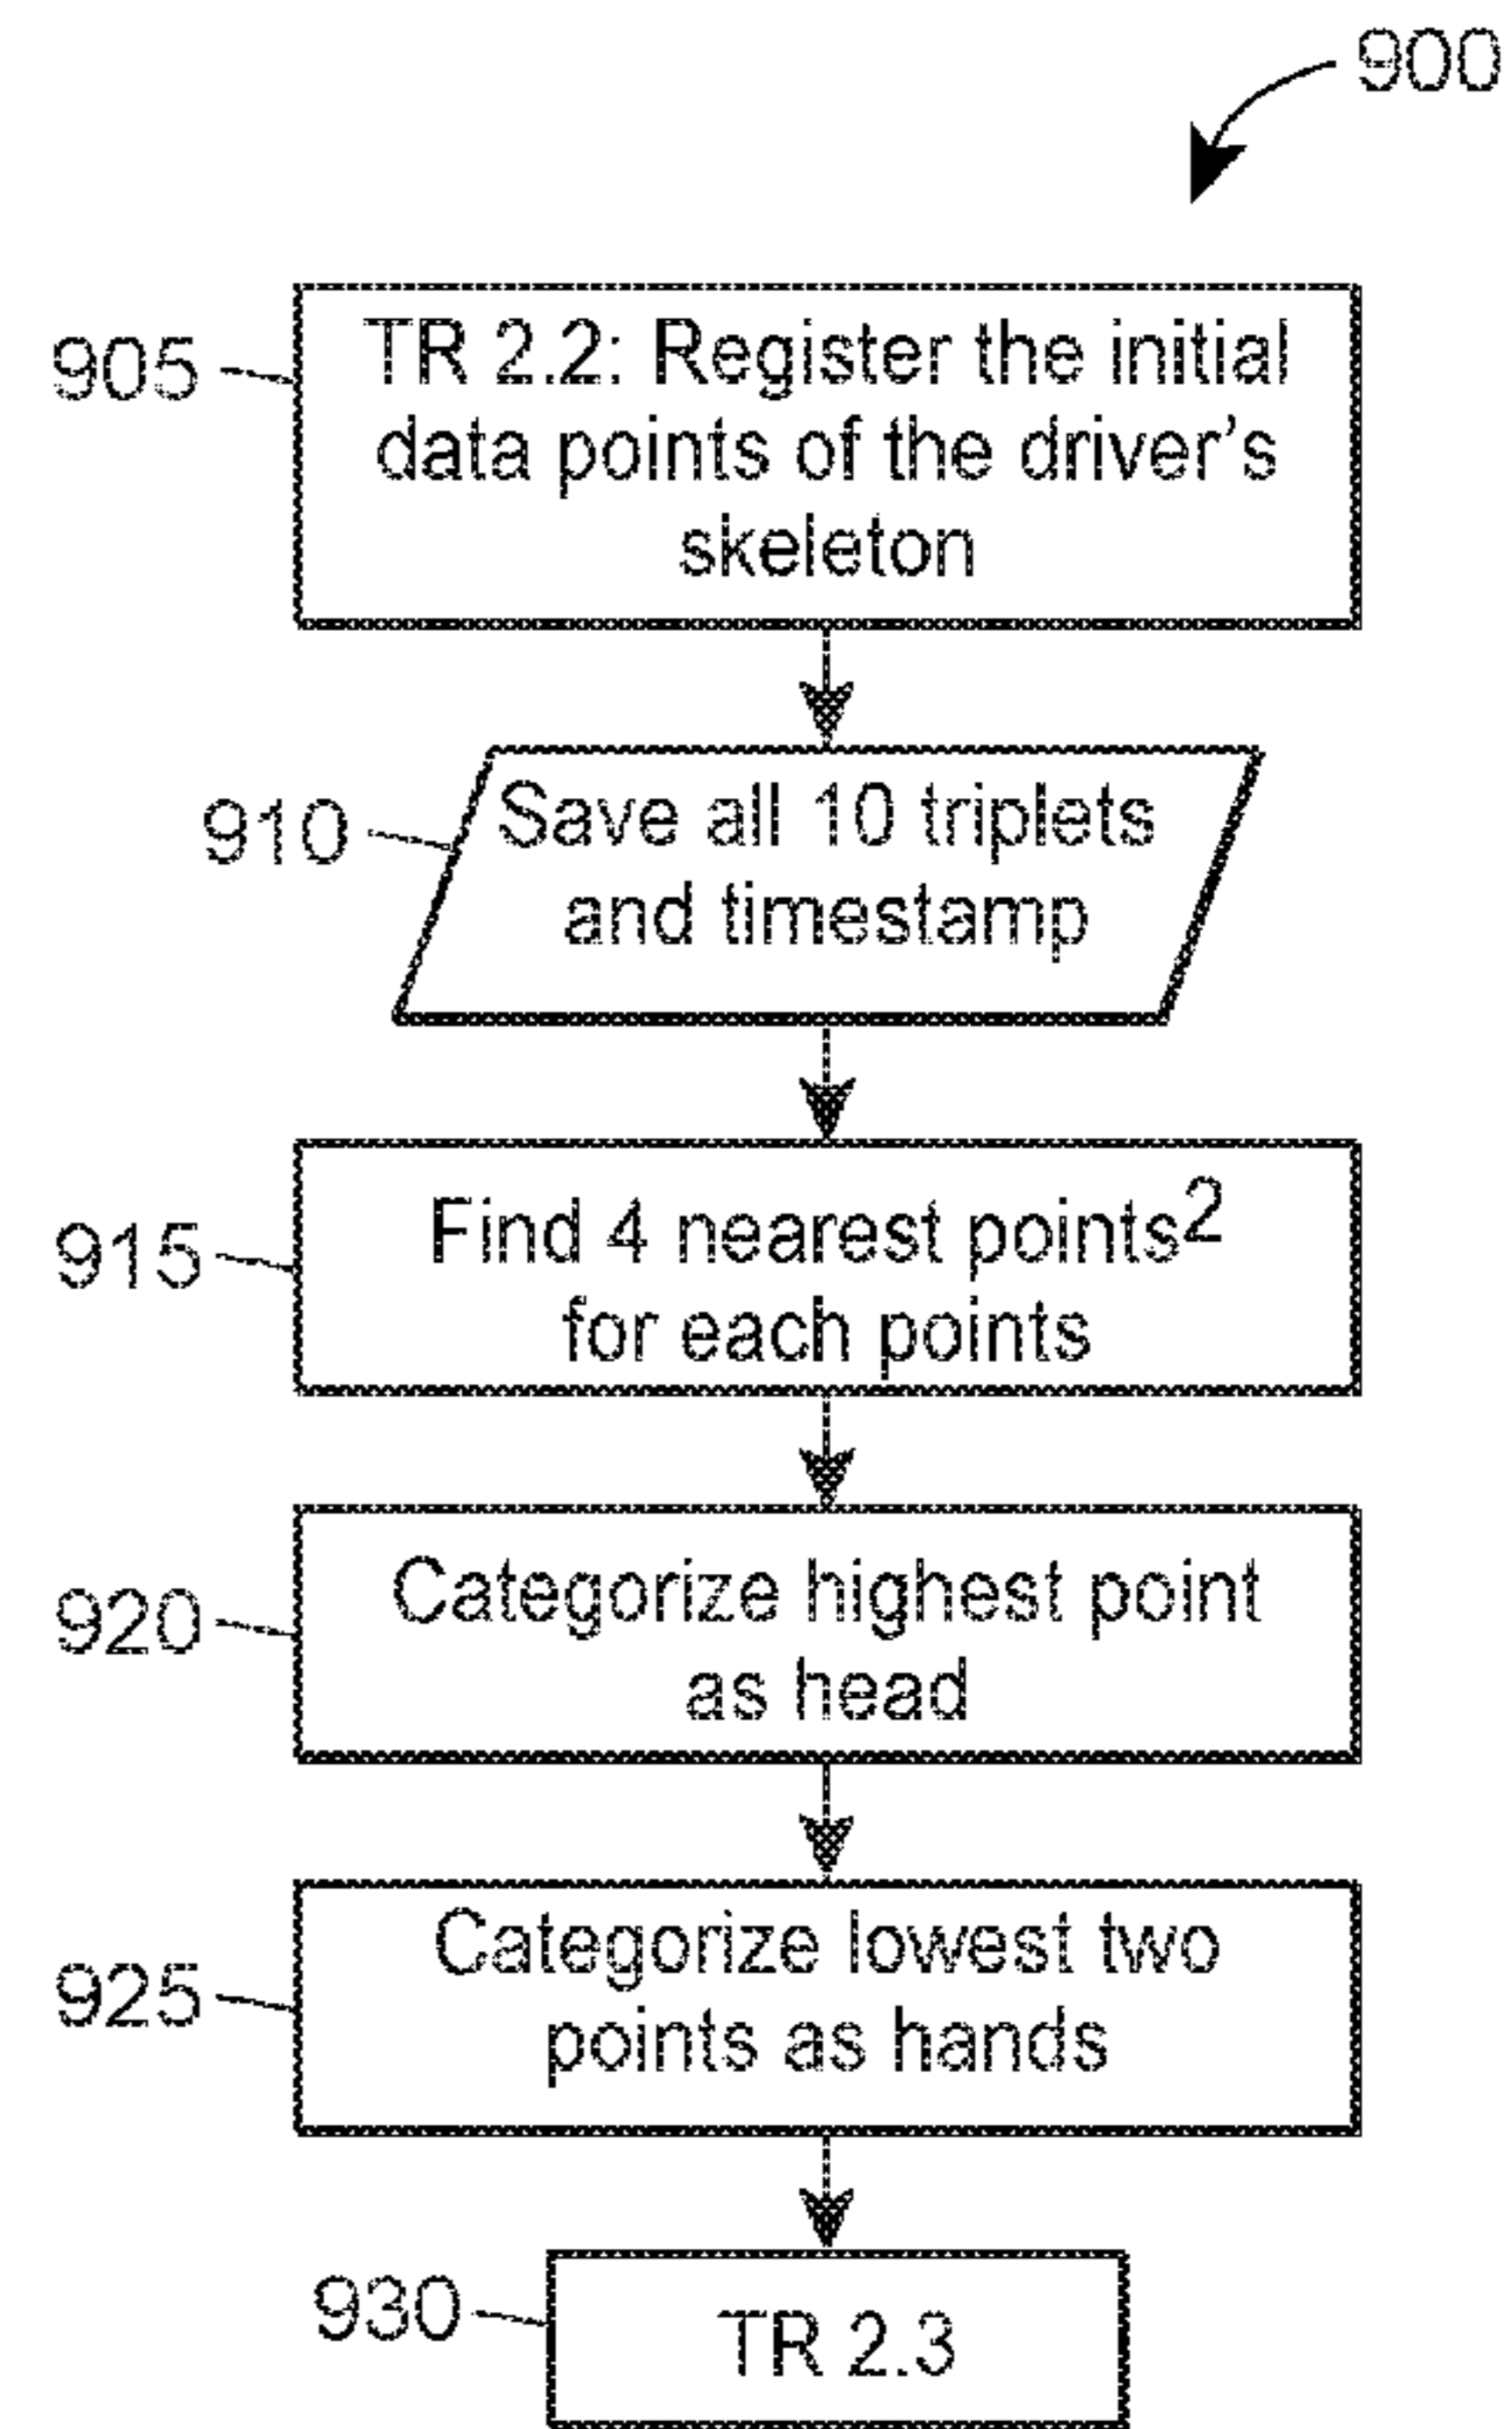 900
905
TR 2.2: Register the initial
data points of the driver's
skeleton
910
Save all 10 triplets
and timestamp
915
Find 4 nearest points2
for each points
920
Categorize highest point
as head
925
Categorize lowest two
points as hands
930
TR 2.3